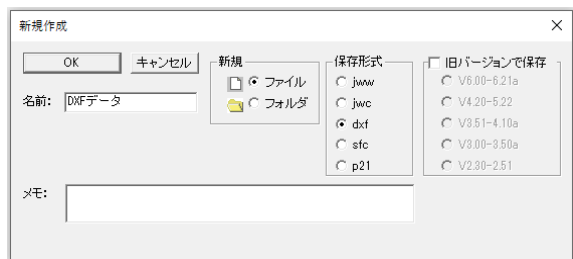 新規作成
OK
キャンセル
名前:
DXFデータ
新規
ファイル
フォルダ
保存形式
jww
jwc
dxf
sfc
p21
旧バージョンで保存
V6.00-6.21a
V4.20-5.22
V3.51-4.10a
V3.00-3.50a
V2.30-2.51
メモ: